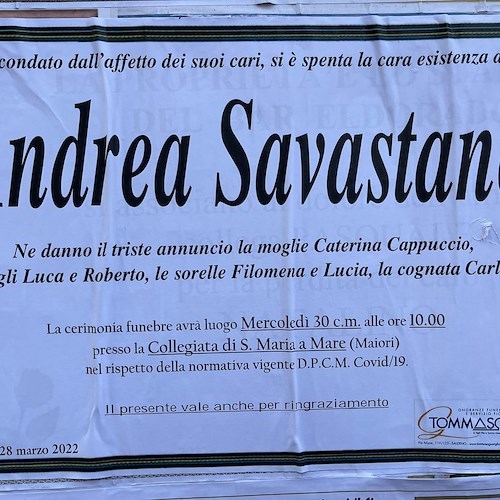 condato dall'affetto dei suoi cari, si è spenta la cara esistenza d
ndrea Savastan
Ne danno il triste annuncio la moglie Caterina Cappuccio,
gli Luca e Roberto, le sorelle Filomena e Lucia, la cognata Carl
La cerimonia funebre avrà luogo Mercoledì 30 c.m. alle ore 10.00
presso la Collegiata di S. Maria a Mare (Maiori)
nel rispetto della normativa vigente D.P.C.M. Covid/19.
Il presente vale anche per ringraziamento
28 marzo 2022
ONORANZE FUNE
TOMMASO